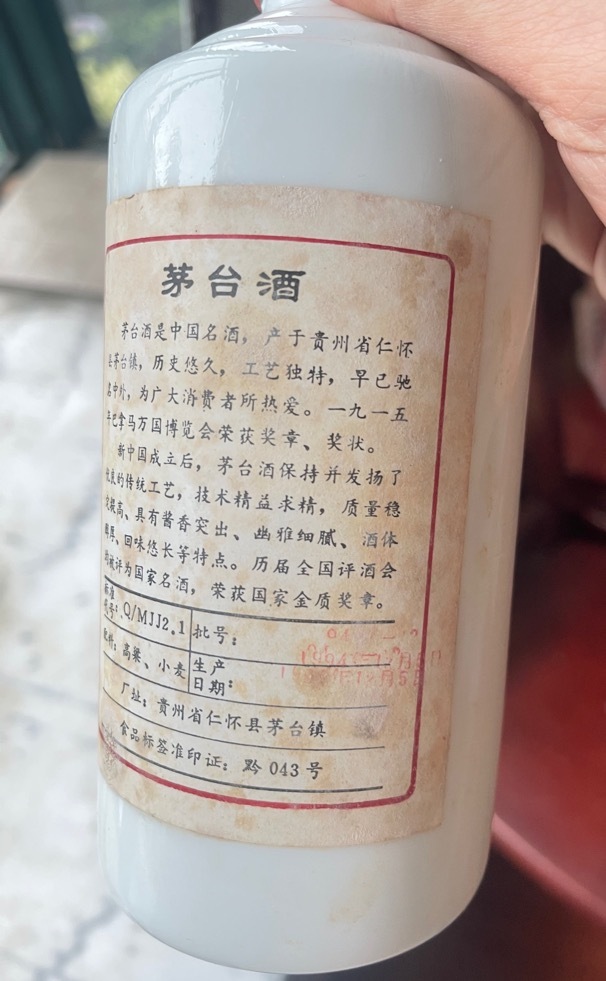 茅台酒
茅台酒是中国名酒，产于贵州省仁怀
县茅台镇，历史悠久，工艺独特，早已驰
名中外，为广大消费者所热爱。一九一五
年巴拿马万国博览会荣获奖章、奖状。
新中国成立后，茅台酒保持并发扬了
优良的传统工艺，技术精益求精，质量稳
定提高、具有酱香突出、幽雅细腻、酒体
醇厚、回味悠长等特点。历届全国评酒会
均被评为国家名酒，荣获国家金质奖章。
标准
代号：Q/MJJ2.1 批号：
配料：高粱、小麦 生产
日期：
厂址：贵州省仁怀县茅台镇
食品标签准印证：黔 043 号